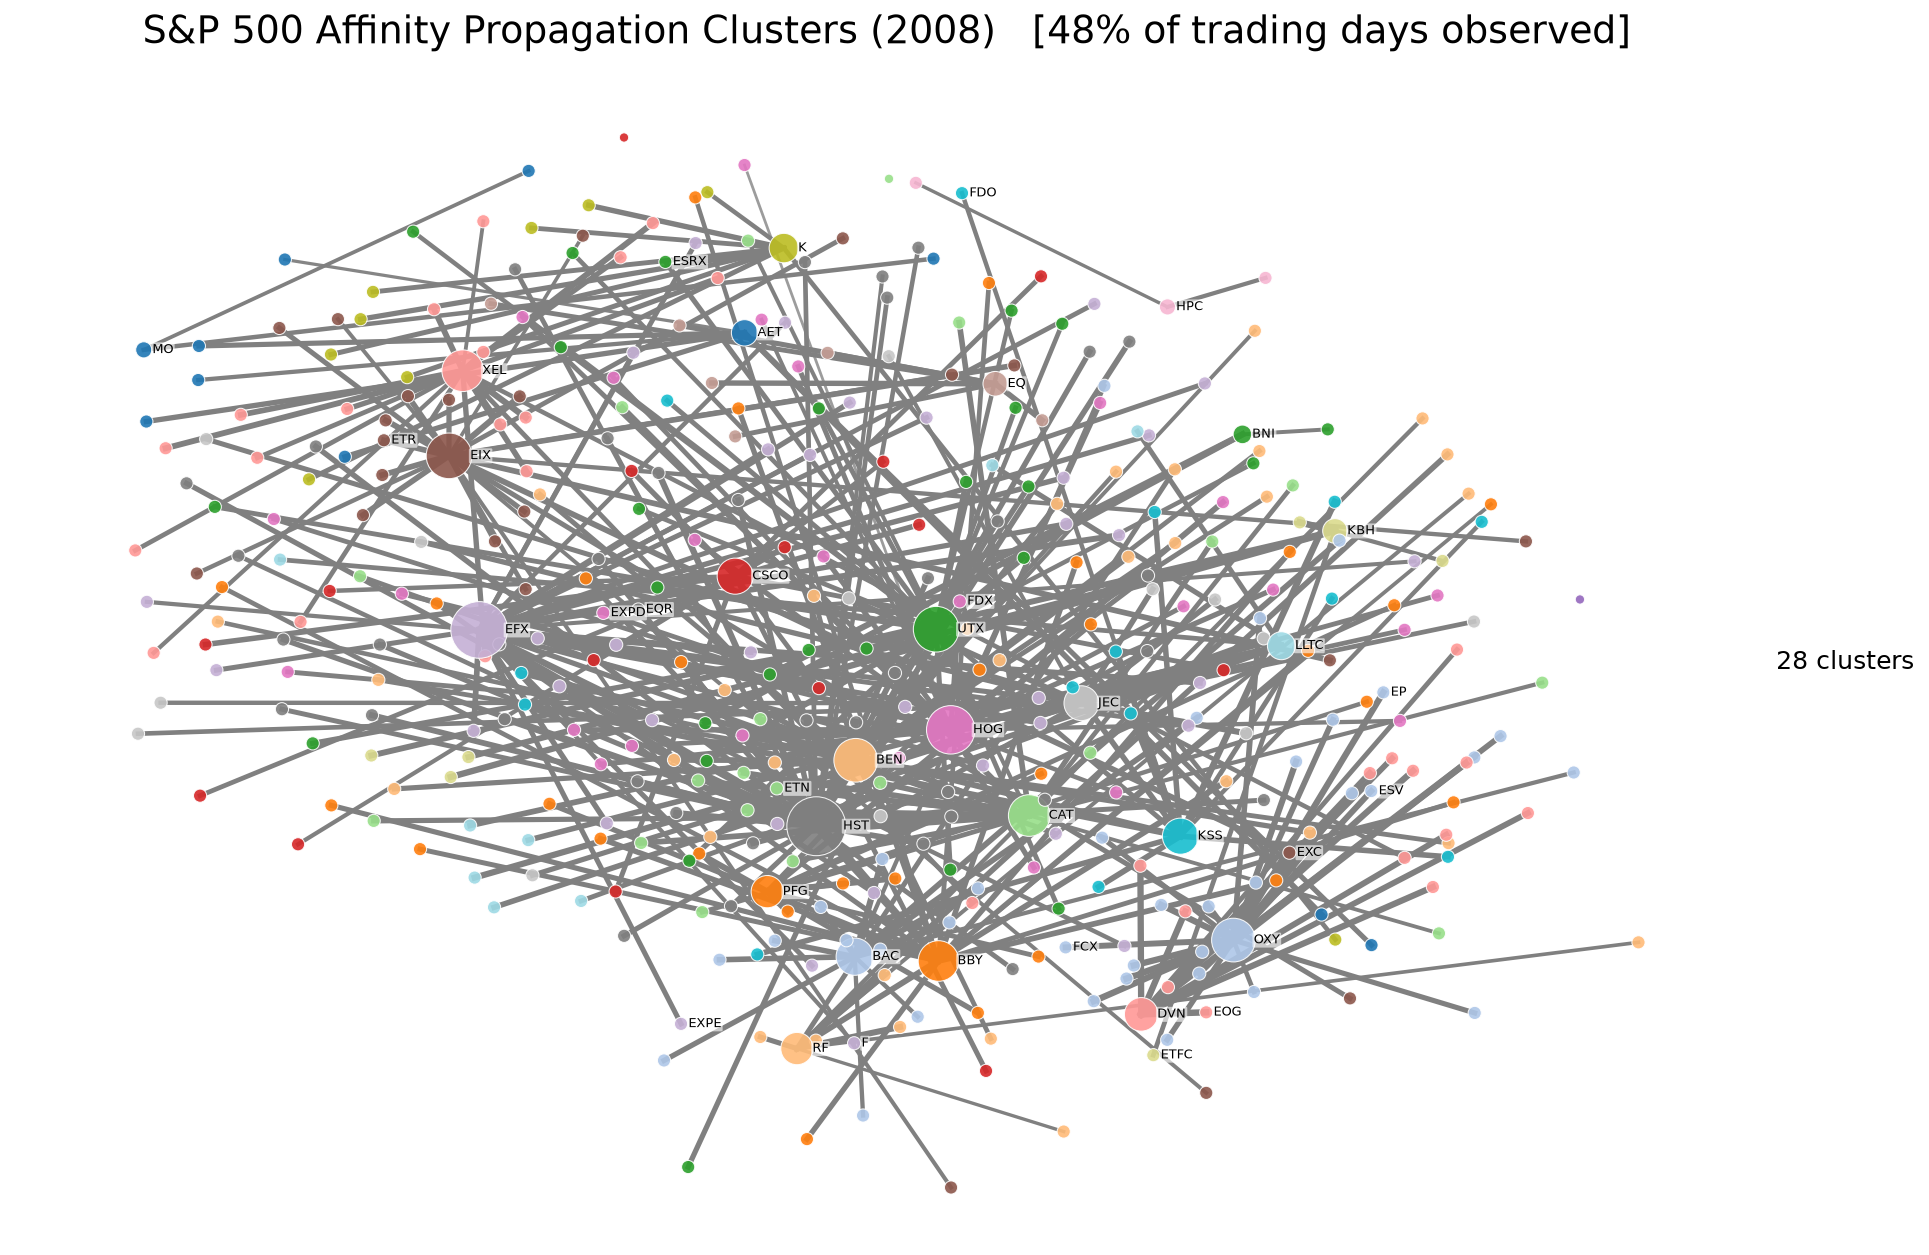 S&P 500 Affinity Propagation Clusters (2008)   [48% of trading days observed]
FDO
K
ESRX
HPC
AET
MO
XEL
EQ
BNI
ETR
EIX
KBH
CSCO
FDX
EXPD
EQR
EFX
UTX
LLTC
28 clusters
EP
JEC
HOG
BEN
ETN
ESV
CAT
HST
KSS
EXC
PFG
OXY
FCX
BAC
BBY
EOG
DVN
EXPE
F
RF
ETFC